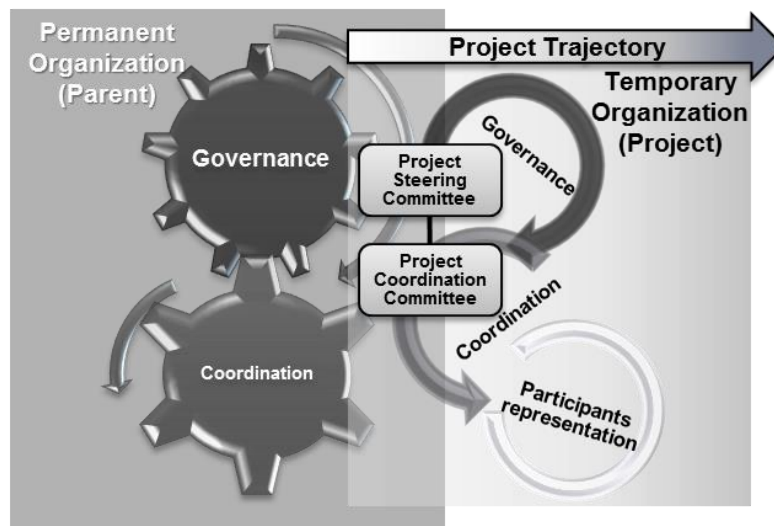 Permanent
Organization
(Parent)
Project Trajectory
Temporary
Organization
(Project)
Governance
Project
Steering
Committee
Governance
Project
Coordination
Committee
Coordination
Coordination
Participants
representation